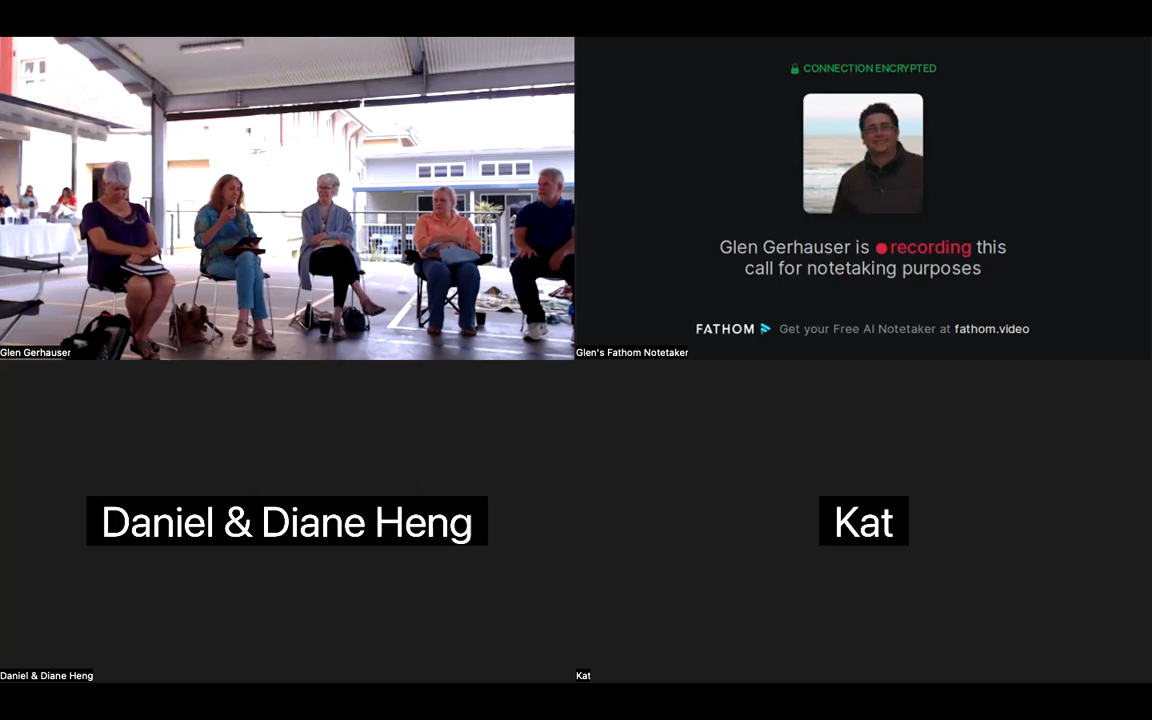 CONNECTION ENCRYPTED
Glen Gerhauser is recording this
call for notetaking purposes
FATHOM Get your Free AI Notetaker at fathom.video
Glen Gerhauser
Glen's Fathom Notetaker
Daniel & Diane Heng
Kat
Daniel & Diane Heng
Kat